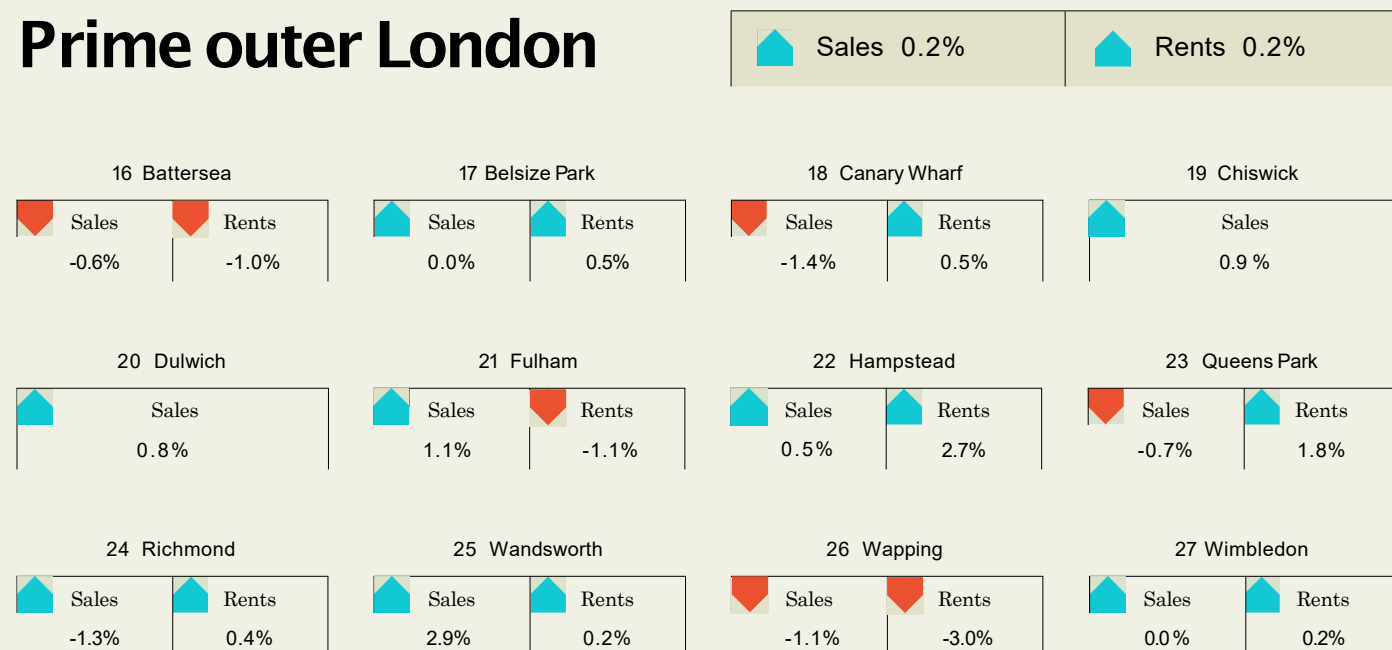 Prime outer London
Sales 0.2% Rents 0.2%
16 Battersea 17 Belsize Park 18 Canary Wharf 19 Chiswick
Sales Rents Sales Rents Sales Rents Sales
-0.6% -1.0% 0.0% 0.5% -1.4% 0.5% 0.9 %
20 Dulwich 21 Fulham 22 Hampstead 23 Queens Park
Sales Sales Rents Sales Rents Sales Rents
0.8% 1.1% -1.1% 0.5% 2.7% -0.7% 1.8%
24 Richmond 25 Wandsworth 26 Wapping 27 Wimbledon
Sales Rents Sales Rents Sales Rents Sales Rents
-1.3% 0.4% 2.9% 0.2% -1.1% -3.0% 0.0 % 0.2%